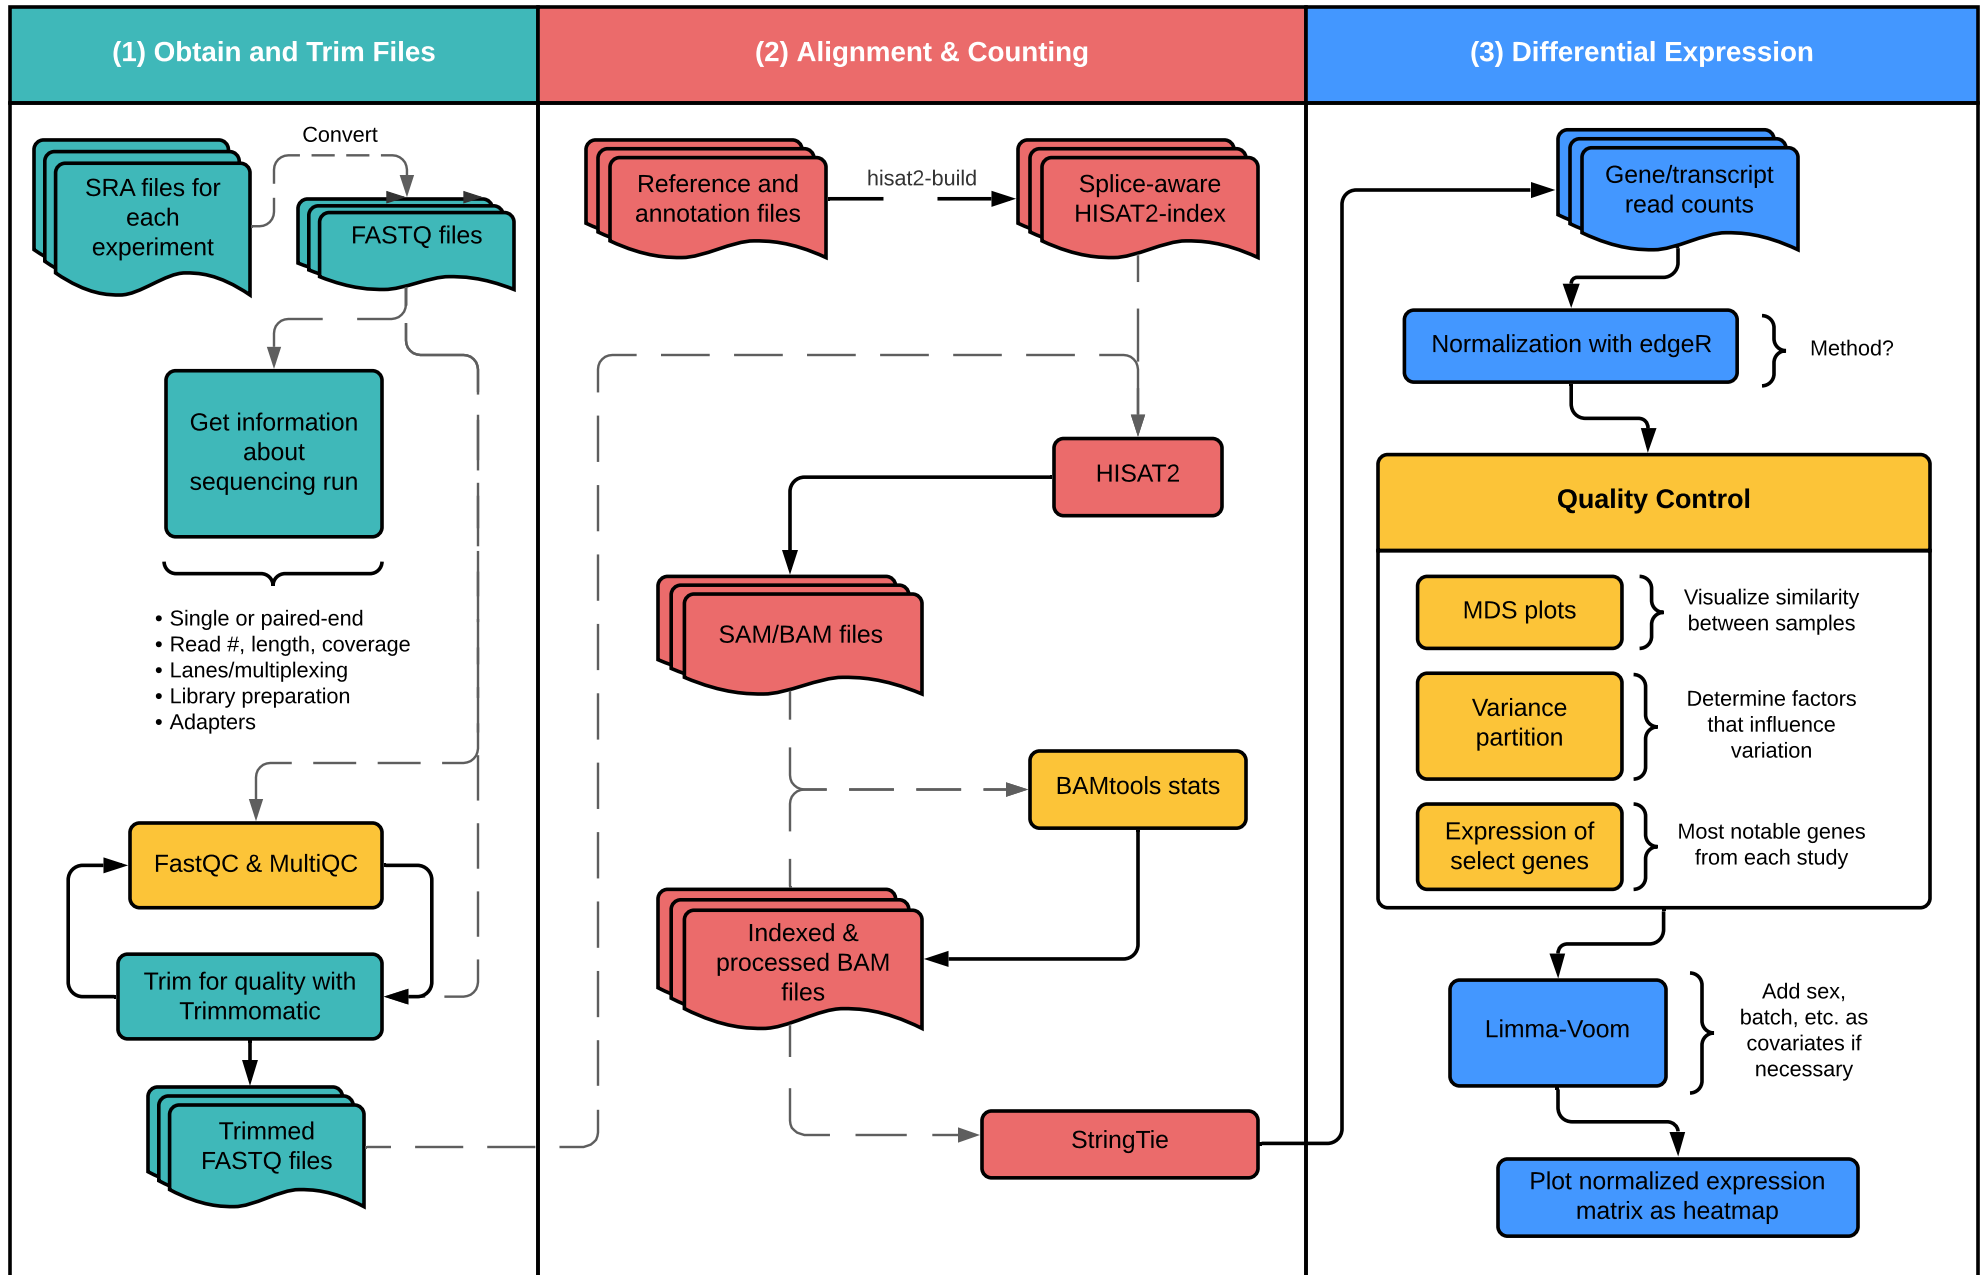 (1) Obtain and Trim Files
(2) Alignment & Counting
(3) Differential Expression
Convert
SRA files for
each
experiment
FASTQ files
Get information
about
sequencing run
• Single or paired-end
• Read #, length, coverage
• Lanes/multiplexing
• Library preparation
• Adapters
FastQC & MultiQC
Trim for quality with
Trimmomatic
Trimmed
FASTQ files
Reference and
annotation files
hisat2-build
Splice-aware
HISAT2-index
HISAT2
SAM/BAM files
BAMtools stats
Indexed &
processed BAM
files
StringTie
Gene/transcript
read counts
Normalization with edgeR
Method?
Quality Control
MDS plots
Visualize similarity
between samples
Variance
partition
Determine factors
that influence
variation
Expression of
select genes
Most notable genes
from each study
Limma-Voom
Add sex,
batch, etc. as
covariates if
necessary
Plot normalized expression
matrix as heatmap